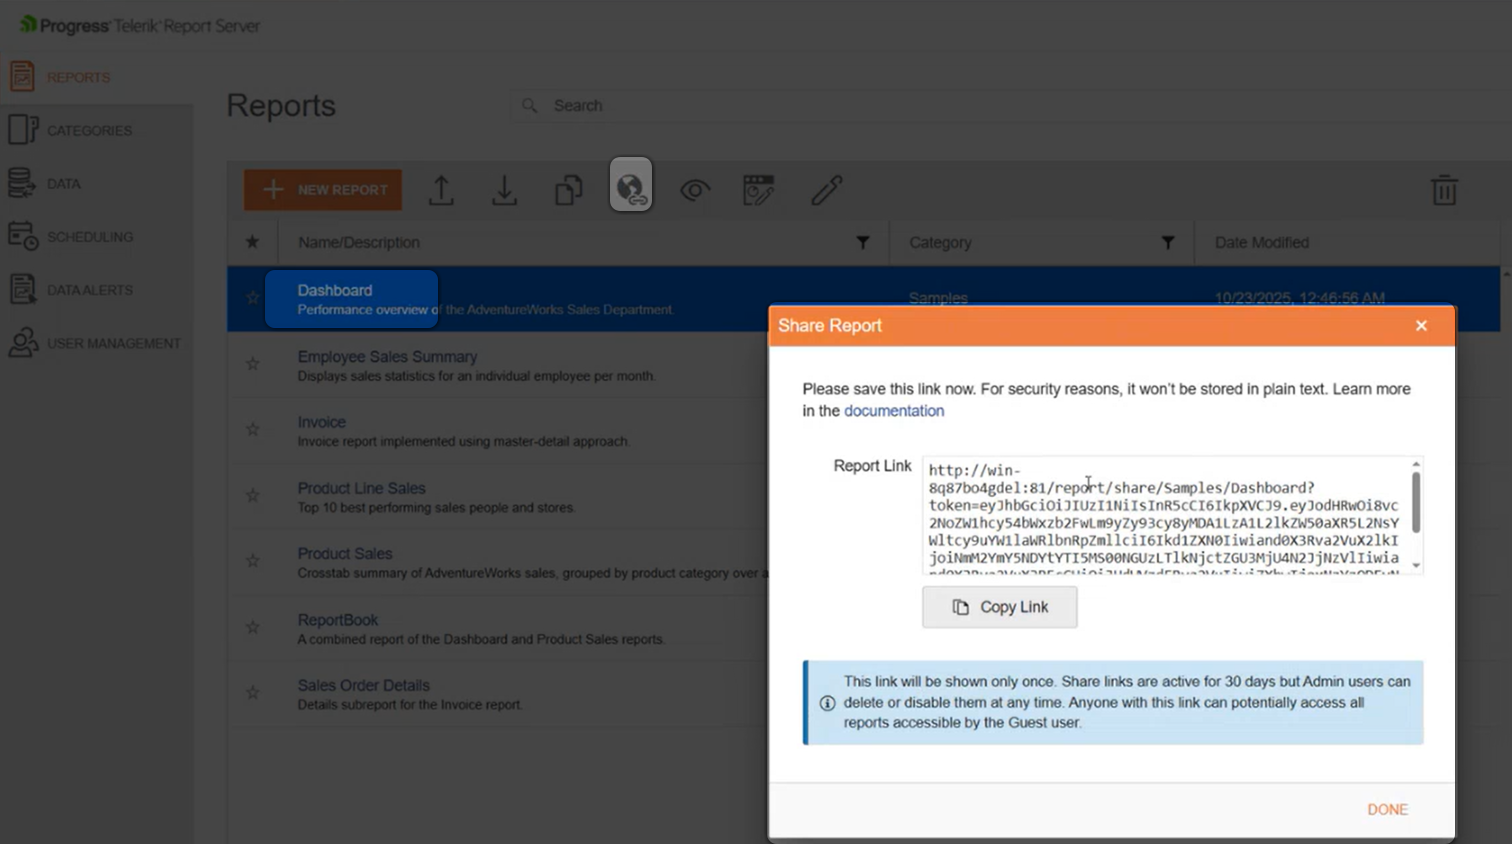 Progress Telerik Report Server
REPORTS
CATEGORIES
DATA
SCHEDULING
DATA ALERTS
USER MANAGEMENT
Reports
Search
NEW REPORT
Name/Description
Category
Date Modified
Dashboard
Performance overview of the AdventureWorks Sales Department.
Samples
10/23/2025, 12:46:56 AM
Employee Sales Summary
Displays sales statistics for an individual employee per month.
Invoice
Invoice report implemented using master-detail approach.
Product Line Sales
Top 10 best performing sales people and stores.
Product Sales
Crosstab summary of AdventureWorks sales, grouped by product category over a
ReportBook
A combined report of the Dashboard and Product Sales reports.
Sales Order Details
Details subreport for the Invoice report.
Share Report
Please save this link now. For security reasons, it won't be stored in plain text. Learn more
in the documentation
Report Link
http://win-
8q87bo4gdel:81/report/share/Samples/Dashboard?
token=eyJhbGciOiJIUzI1NiIsInR5cCI6IkpXVCJ9.eyJodHRwOi8vc
2NoZW1hcy54bWxzb2FwLm9yZy93cy8yMDA1LzA1L2lkZW50aXR5L2NsY
Wltcy9uYW1laWRlbnRpZmllciI6Ikd1ZXN0Iiwiand0X3Rva2VuX2lkI
joiNmM2YmY5NDYtYTI5MS00NGUzLTlkNjctZGU3MjU4N2JjNzVlIiwia
Copy Link
This link will be shown only once. Share links are active for 30 days but Admin users can
delete or disable them at any time. Anyone with this link can potentially access all
reports accessible by the Guest user.
DONE